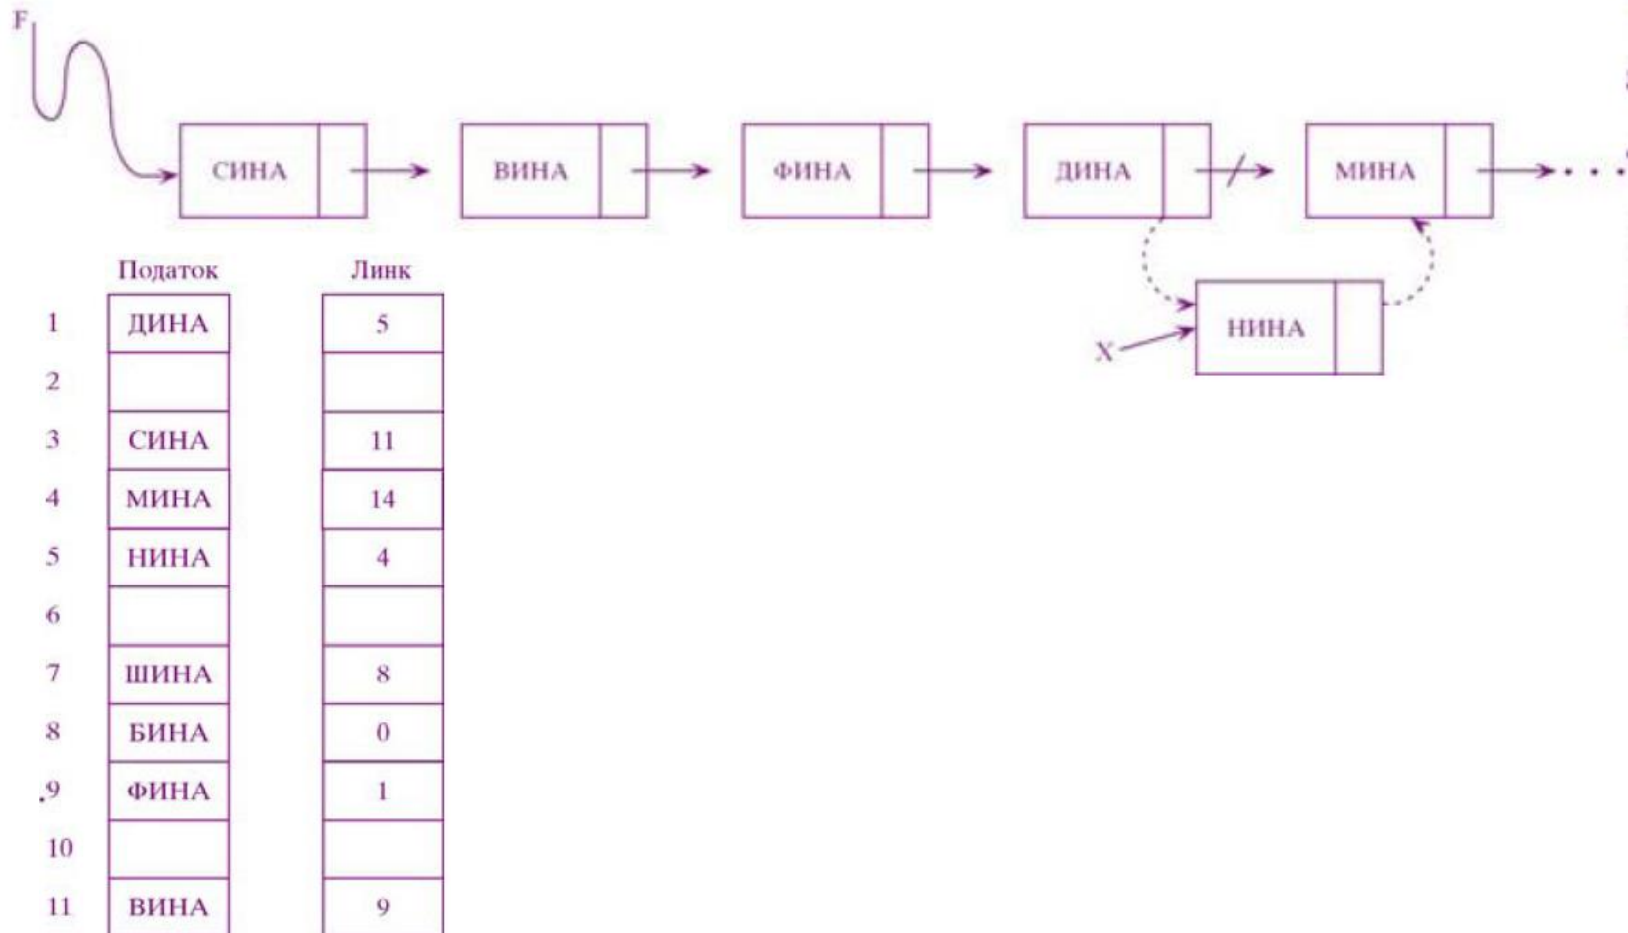 F
СИНА ВИНА ФИНА ДИНА МИНА . . .
Податок Линк
X НИНА
1 ДИНА 5
2
3 СИНА 11
4 МИНА 14
5 НИНА 4
6
7 ШИНА 8
8 БИНА 0
.9 ФИНА 1
10
11 ВИНА 9